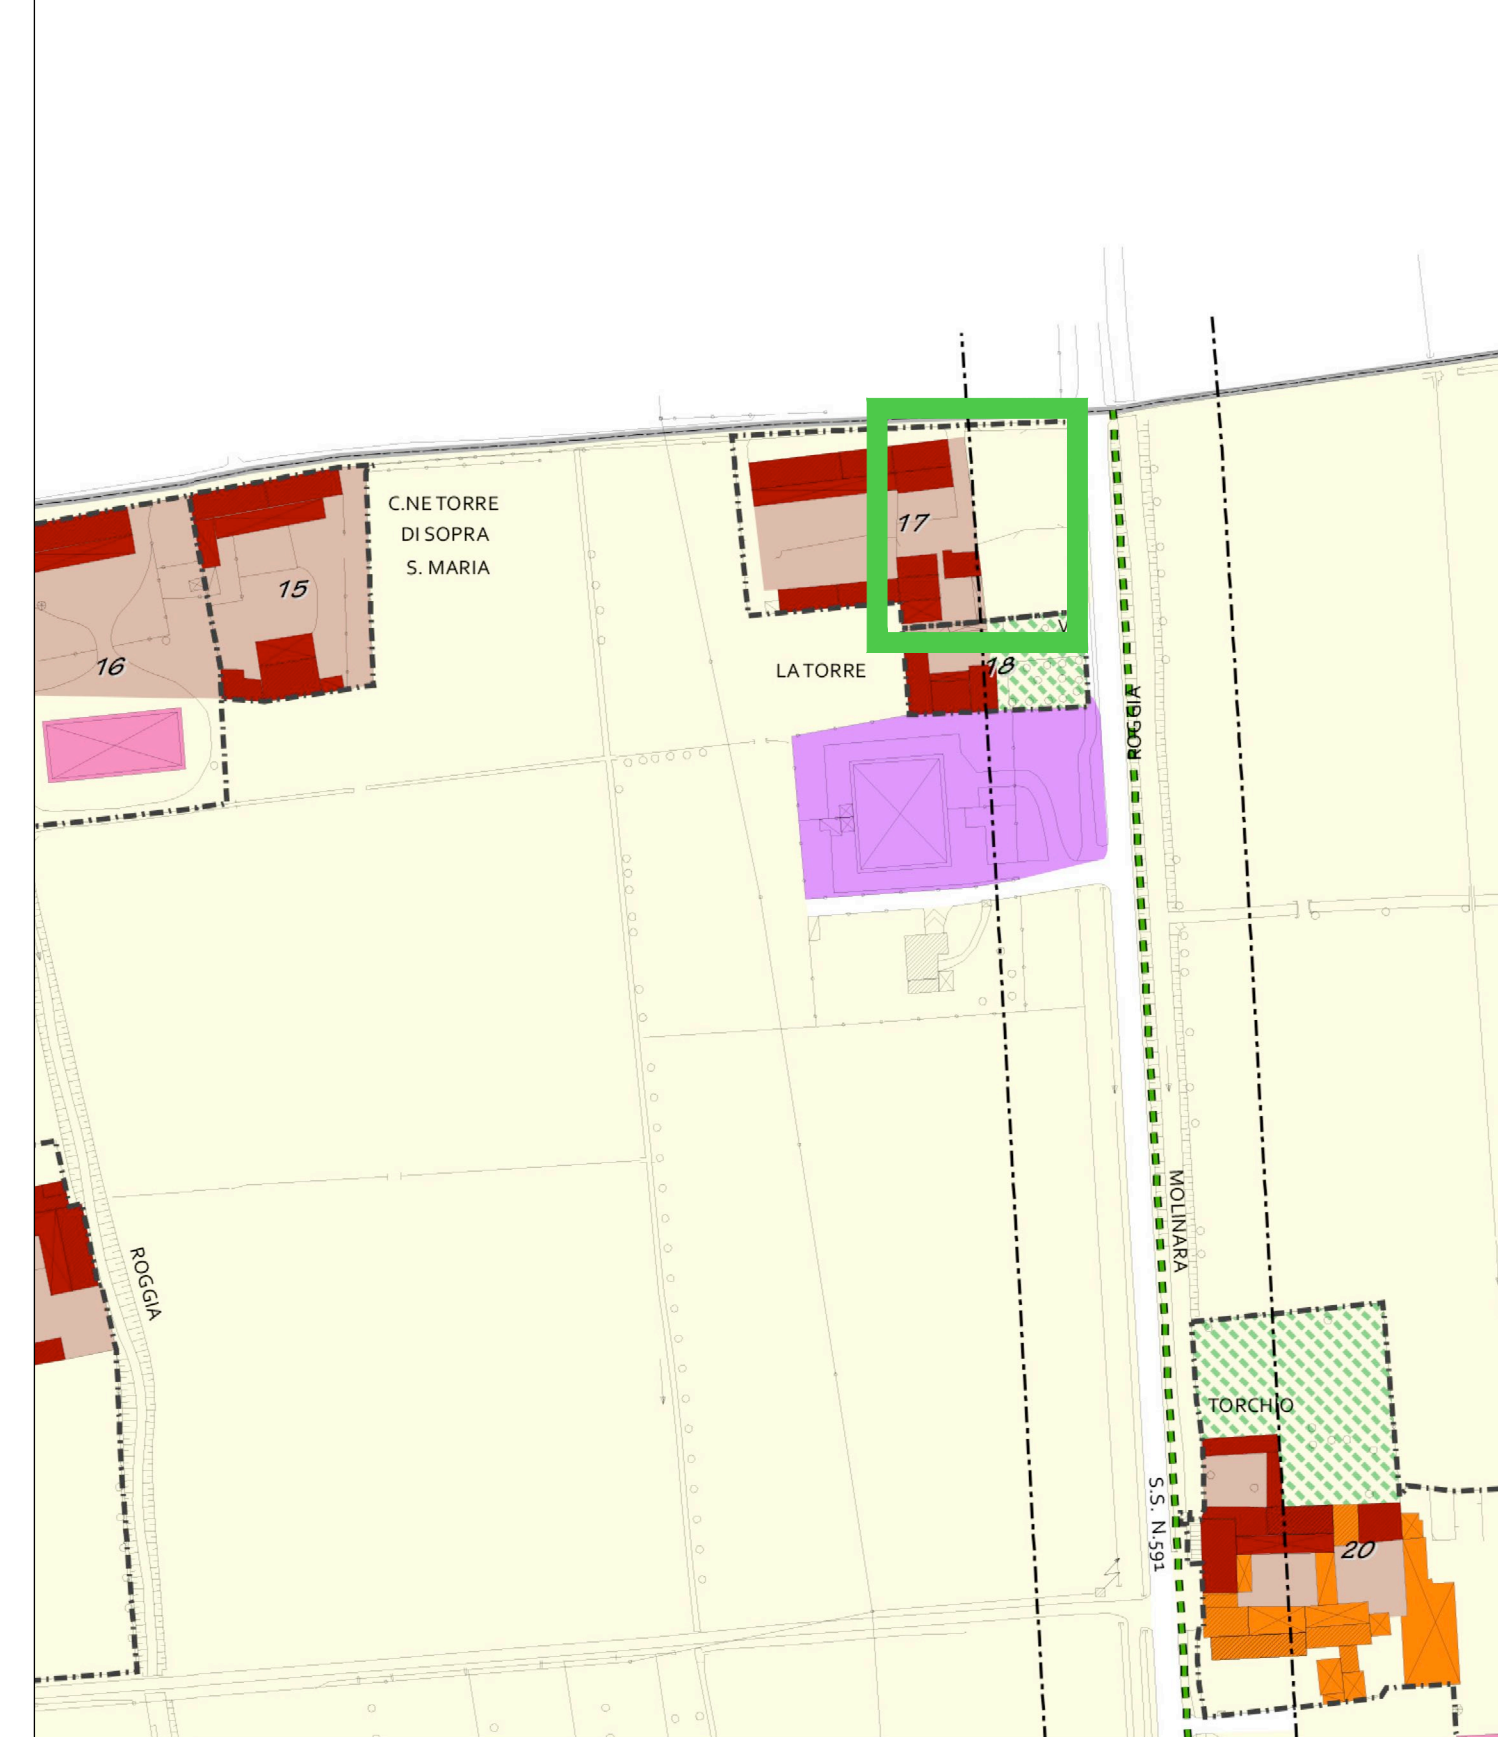 C.NE TORRE
DI SOPRA
S. MARIA
17
15
16
LA TORRE
18
V
ROGGIA
MOLINARA
ROGGIA
TORCHIO
S.S. N.591
20